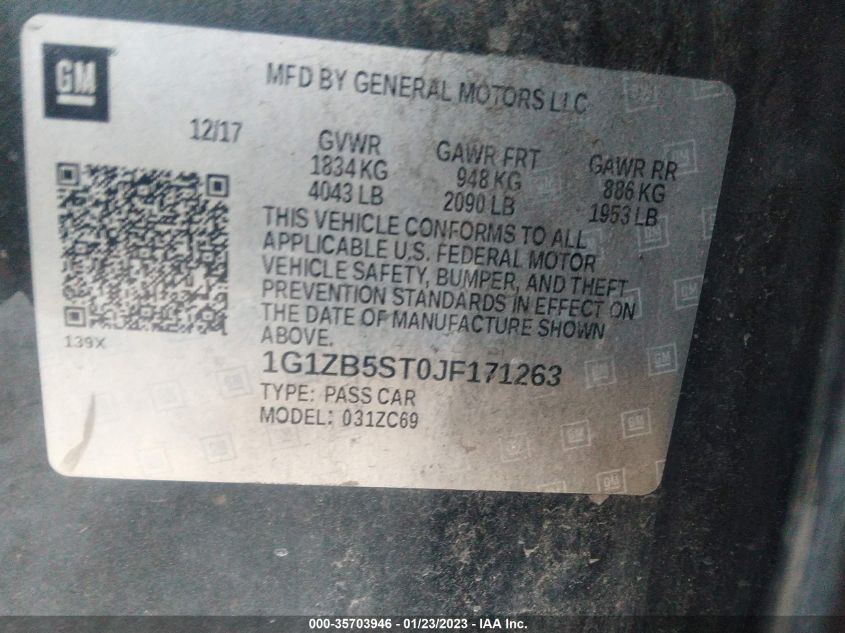 GM
MFD BY GENERAL MOTORS LLC
12/17
GVWR
1834 KG
4043 LB
GAWR FRT
948 KG
2090 LB
GAWR RR
886 KG
1953 LB
THIS VEHICLE CONFORMS TO ALL
APPLICABLE U.S. FEDERAL MOTOR
VEHICLE SAFETY, BUMPER, AND THEFT
PREVENTION STANDARDS IN EFFECT ON
THE DATE OF MANUFACTURE SHOWN
ABOVE.
139X
1G1ZB5ST0JF171263
TYPE: PASS CAR
MODEL: 031ZC69
000-35703946 - 01/23/2023 - IAA Inc.